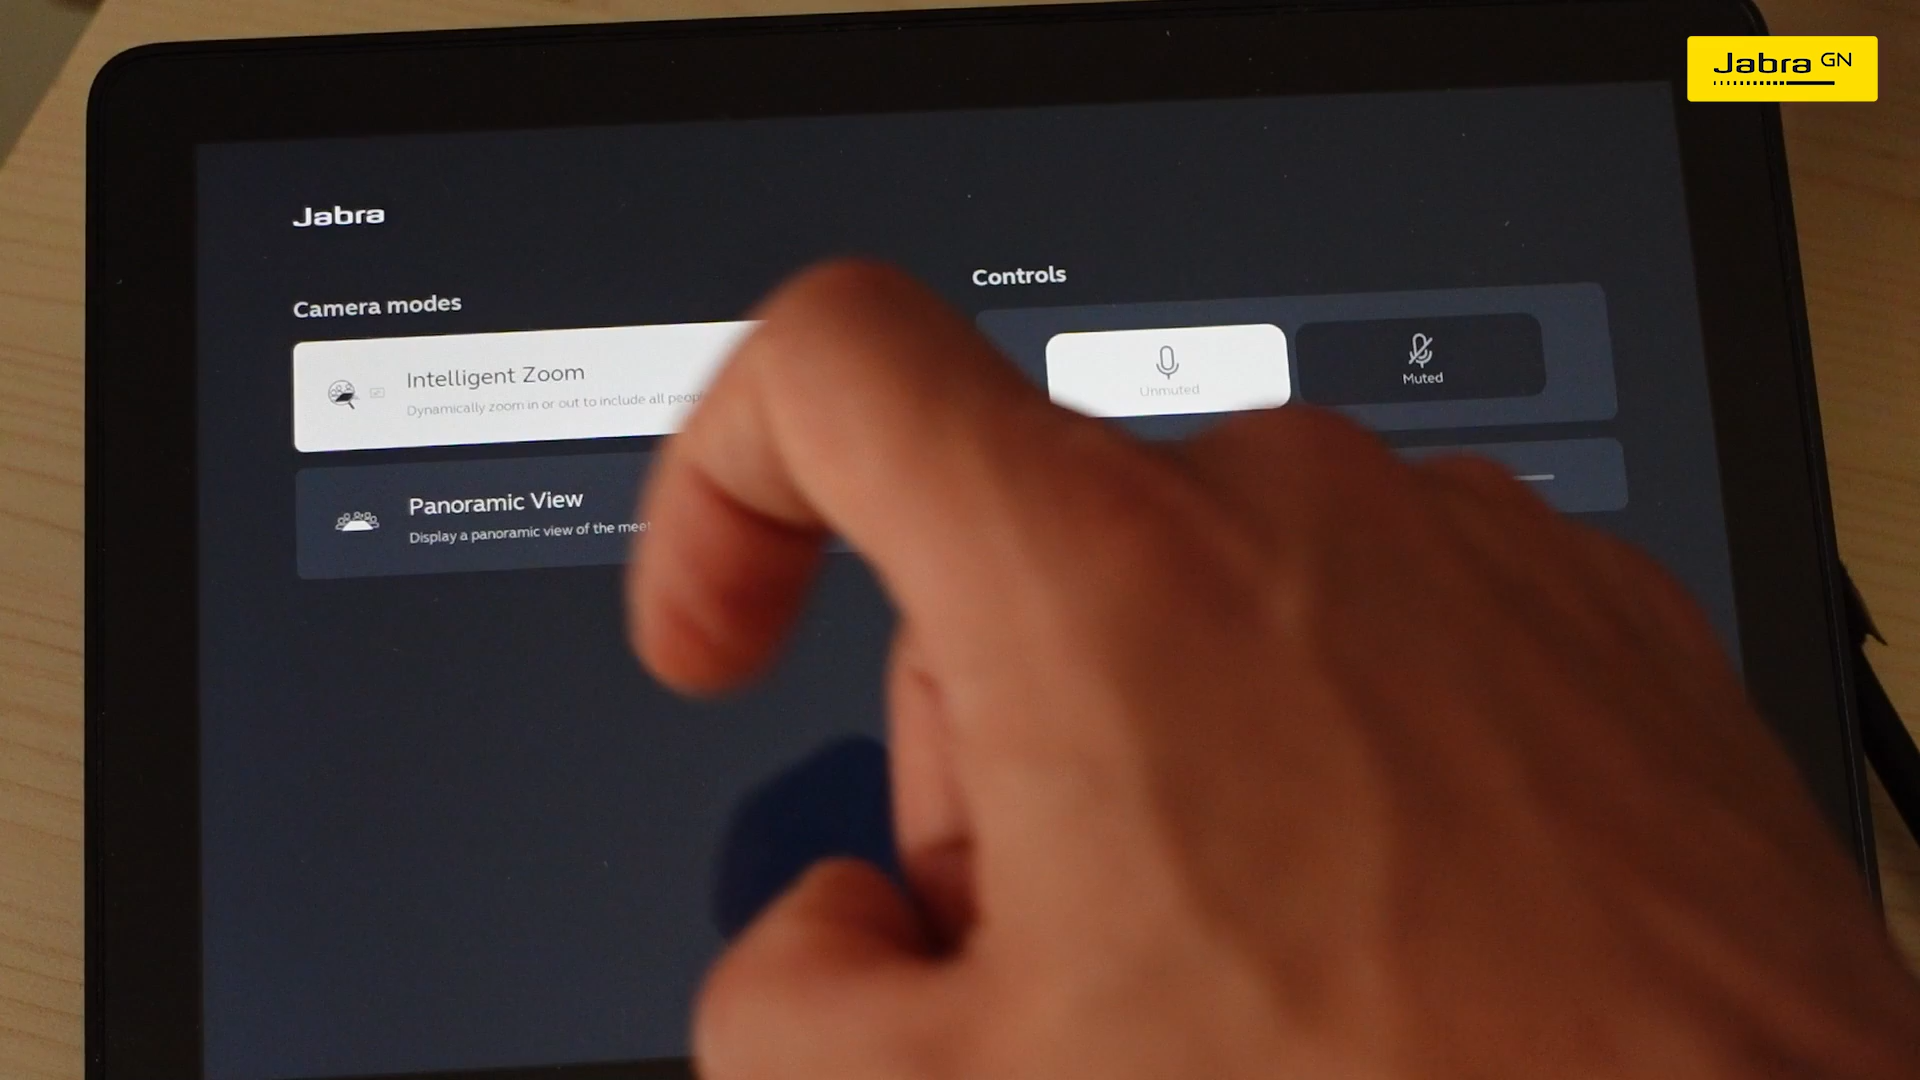 Jabra GN
Jabra
Camera modes
Intelligent Zoom
Dynamically zoom in or out to include all
Panoramic View
Display a panoramic view of the
Controls
Unmuted
Muted